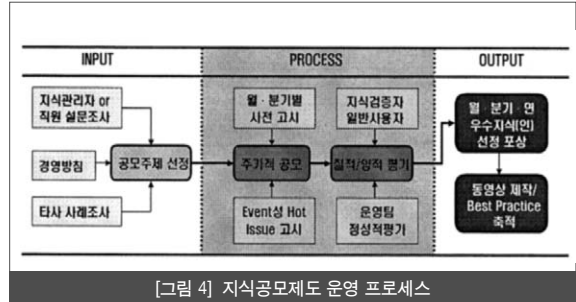 INPUT
PROCESS
OUTPUT
지식관리자 or
직원 설문조사
경영방침
타사 사례조사
공모주제 선정
월·분기별
사전 고시
주기적 공모
Event성 Hot
Issue 고시
지식검증자
일반사용자
질적/양적 평가
운영팀
정성적평가
월·분기·연
우수지식(인)
선정 포상
동영상 제작/
Best Practice
축적
[그림 4] 지식공모제도 운영 프로세스